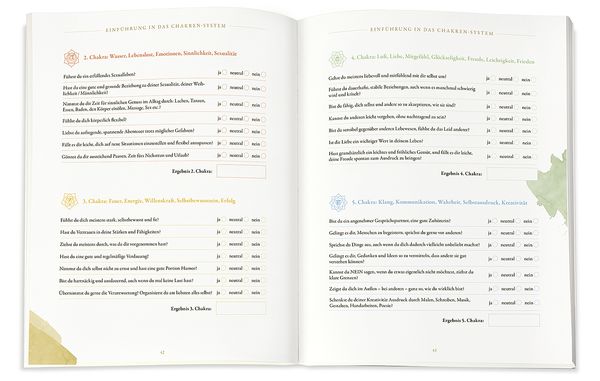 EINFÜHRUNG IN DAS CHAKREN-SYSTEM
2. Chakra: Wasser, Lebenslust, Emotionen, Sinnlichkeit, Sexualität
Führst du ein erfüllendes Sexualleben? ja neutral nein
Hast du eine gute und gesunde Beziehung zu deiner Sexualität, deiner Weib-
lichkeit / Männlichkeit? ja neutral nein
Nimmst du dir Zeit für sinnlichen Genuss im Alltag durch: Lachen, Tanzen,
Essen, Baden, den Körper einölen, Massage, Sex etc.? ja neutral nein
Fühlst du dich körperlich flexibel? ja neutral nein
Liebst du aufregende, spannende Abenteuer trotz möglicher Gefahren? ja neutral nein
Fällt es dir leicht, dich auf neue Situationen einzustellen und flexibel anzupassen? ja neutral nein
Gönnst du dir ausreichend Pausen, Zeit fürs Nichtstun und Urlaub? ja neutral nein
Ergebnis 2. Chakra:
3. Chakra: Feuer, Energie, Willenskraft, Selbstbewusstsein, Erfolg
Fühlst du dich meistens stark, selbstbewusst und fit? ja neutral nein
Hast du Vertrauen in deine Stärken und Fähigkeiten? ja neutral nein
Ziehst du meistens durch, was du dir vorgenommen hast? ja neutral nein
Hast du eine gute und regelmäßige Verdauung? ja neutral nein
Nimmst du dich selbst nicht zu ernst und hast eine gute Portion Humor? ja neutral nein
Bist du hartnäckig und ausdauernd, auch wenn du mal keine Lust hast? ja neutral nein
Übernimmst du gerne die Verantwortung? Organisierst du am liebsten alles selbst? ja neutral nein
Ergebnis 3. Chakra:
42
EINFÜHRUNG IN DAS CHAKREN-SYSTEM
4. Chakra: Luft, Liebe, Mitgefühl, Glückseligkeit, Freude, Leichtigkeit, Frieden
Gehst du meistens liebevoll und mitfühlend mit dir selbst um? ja neutral nein
Führst du dauerhafte, stabile Beziehungen, auch wenn es manchmal schwierig
wird und kriselt? ja neutral nein
Bist du fähig, dich selbst und andere so zu akzeptieren, wie sie sind? ja neutral nein
Kannst du anderen leicht vergeben, ohne nachtragend zu sein? ja neutral nein
Bist du sensibel gegenüber anderen Lebewesen, fühlst du das Leid anderer? ja neutral nein
Ist die Liebe ein wichtiger Wert in deinem Leben? ja neutral nein
Hast grundsätzlich ein leichtes und fröhliches Gemüt, und fällt es dir leicht,
deine Freude spontan zum Ausdruck zu bringen? ja neutral nein
Ergebnis 4. Chakra:
5. Chakra: Klang, Kommunikation, Wahrheit, Selbstausdruck, Kreativität
Bist du ein angenehmer Gesprächspartner, eine gute Zuhörerin? ja neutral nein
Gelingt es dir, Menschen zu begeistern, sprichst du gerne vor anderen? ja neutral nein
Sprichst du Dinge aus, auch wenn du dich dadurch vielleicht unbeliebt machst? ja neutral nein
Gelingt es dir, Gedanken und Ideen so zu vermitteln, dass andere sie gut
verstehen können? ja neutral nein
Kannst du NEIN sagen, wenn du etwas eigentlich nicht möchtest, ziehst du
klare Grenzen? ja neutral nein
Zeigst du dich im Außen – bei anderen – ganz so, wie du wirklich bist? ja neutral nein
Schenkst du deiner Kreativität Ausdruck durch Malen, Schreiben, Musik,
Gestalten, Handarbeiten, Poesie? ja neutral nein
Ergebnis 5. Chakra:
43